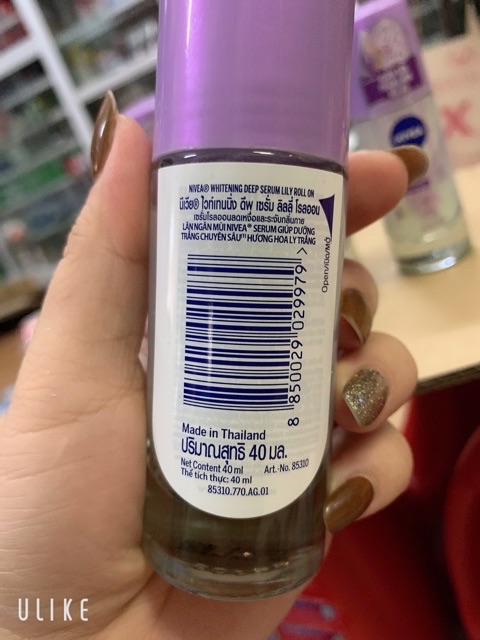 NIVEA® WHITENING DEEP SERUM LILY ROLL ON
นีเวีย® ไวท์เทนนิ่ง ดีพ เซรั่ม ลิลลี่ โรลออน
เซรั่มโรลออนลดเหงื่อและระงับกลิ่นกาย
LĂN NGĂN MÙI NIVEA® SERUM GIÚP DƯỠNG
TRẮNG CHUYÊN SÂU HƯƠNG HOA LY TRẮNG
Open/เปิด/Mở
8 850029 029979 >
Made in Thailand
ปริมาณสุทธิ 40 มล.
Net Content 40 ml
Art.-No. 85310
Thể tích thực: 40 ml
85310.770.AG.01
NIVEA
ULIKE